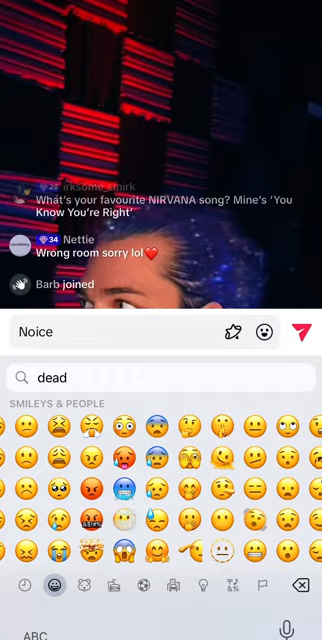 28 irksome_smirk
What's your favourite NIRVANA song? Mine's 'You
Know You're Right'
34 Nettie
Wrong room sorry lol❤️
Barb joined
Noice
dead
SMILEYS & PEOPLE
ABC